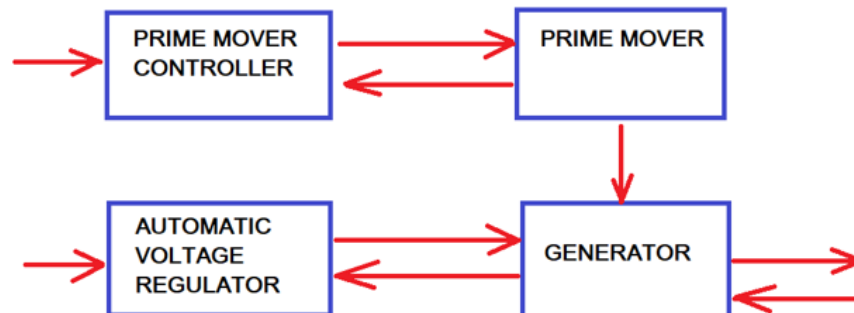 PRIME MOVER
CONTROLLER
PRIME MOVER
AUTOMATIC
VOLTAGE
REGULATOR
GENERATOR